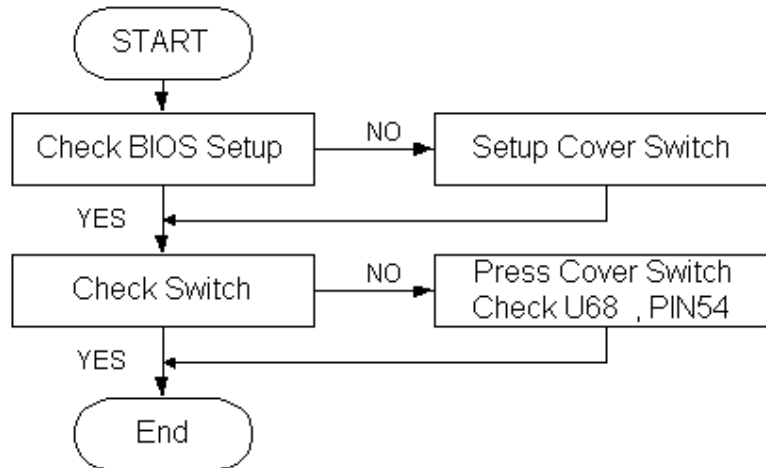 START
Check BIOS Setup
NO
Setup Cover Switch
YES
Check Switch
NO
Press Cover Switch
Check U68 , PIN54
YES
End